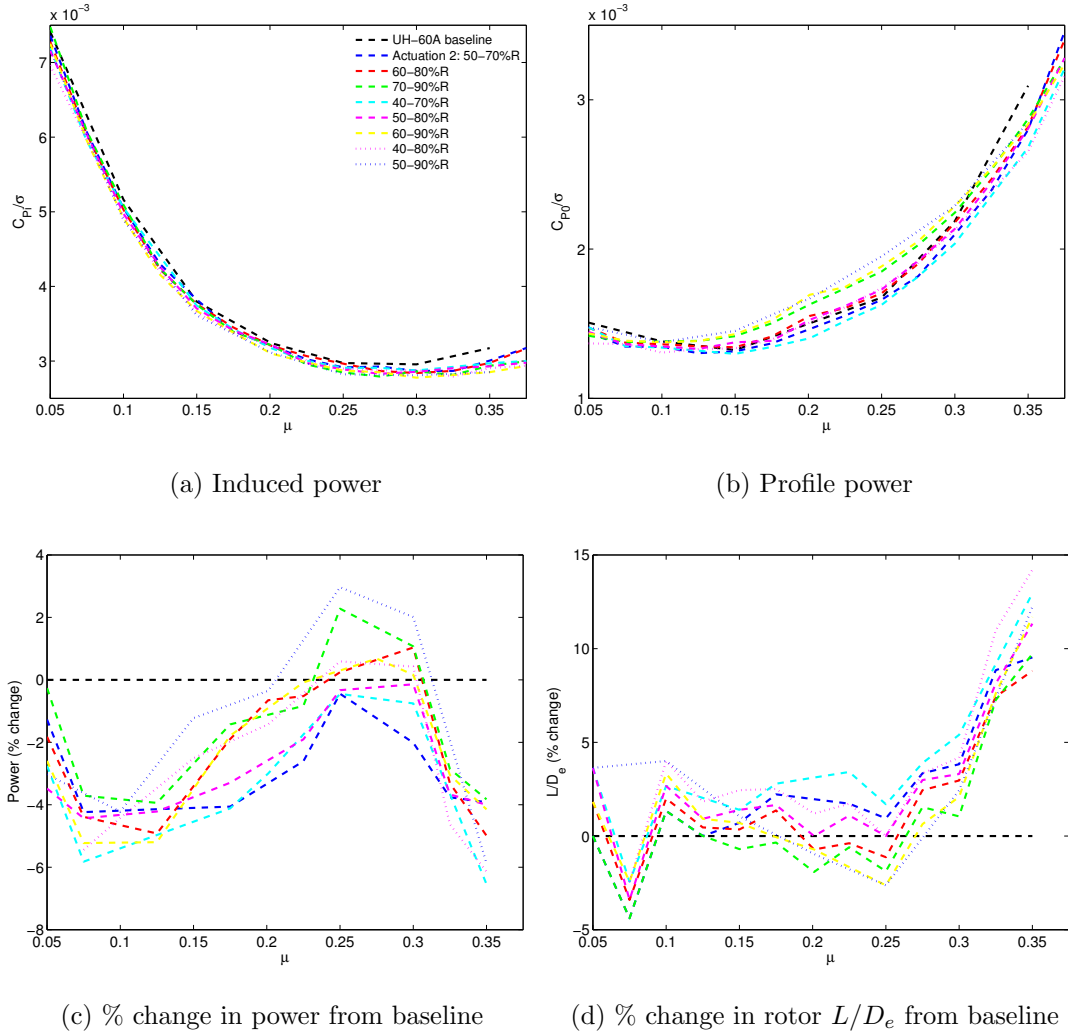 x 10⁻³
7
6
5
4
3
C_Pi/σ
0.05 0.1 0.15 0.2 0.25 0.3 0.35
μ
UH−60A baseline
Actuation 2: 50−70%R
60−80%R
70−90%R
40−70%R
50−80%R
60−90%R
40−80%R
50−90%R
(a) Induced power
x 10⁻³
4
3
2
1
C_P0/σ
0.05 0.1 0.15 0.2 0.25 0.3 0.35
μ
(b) Profile power
4
2
0
−2
−4
−6
−8
Power (% change)
0.05 0.1 0.15 0.2 0.25 0.3 0.35
μ
(c) % change in power from baseline
15
10
5
0
−5
L/D_e (% change)
0.05 0.1 0.15 0.2 0.25 0.3 0.35
μ
(d) % change in rotor L/D_e from baseline